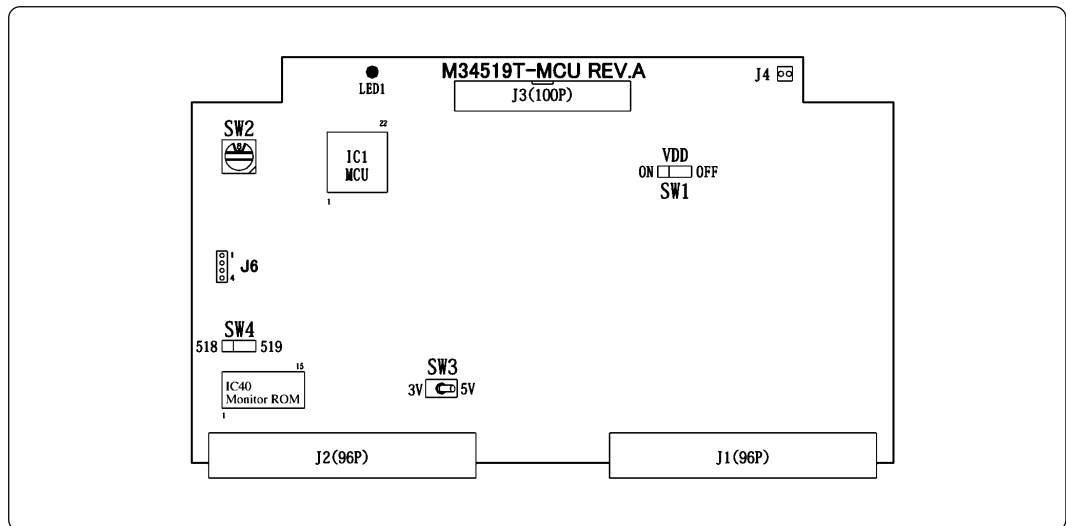 M34519T-MCU REV.A
J4
LED1
J3(100P)
SW2
8
22
IC1
MCU
1
VDD
ON OFF
SW1
1
J6
4
SW4
518 519
15
IC40
Monitor ROM
1
SW3
3V 5V
J2(96P)
J1(96P)